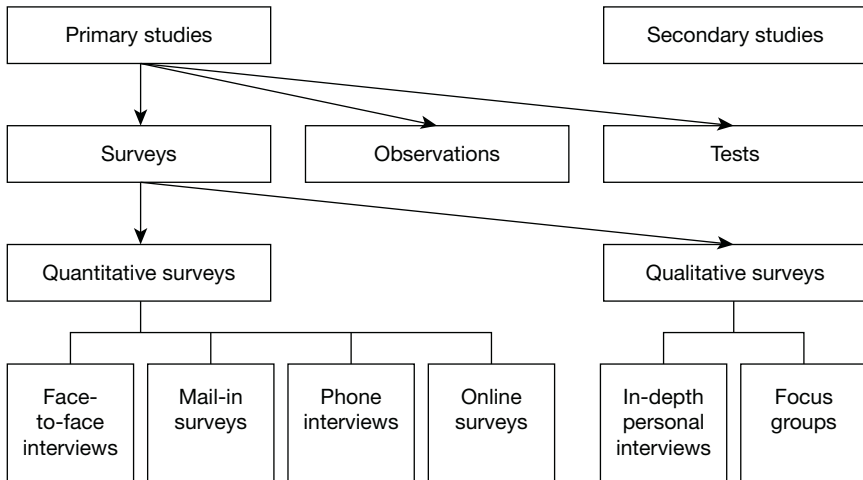 Primary studies
Secondary studies
Surveys
Observations
Tests
Quantitative surveys
Qualitative surveys
Face-
to-face
interviews
Mail-in
surveys
Phone
interviews
Online
surveys
In-depth
personal
interviews
Focus
groups